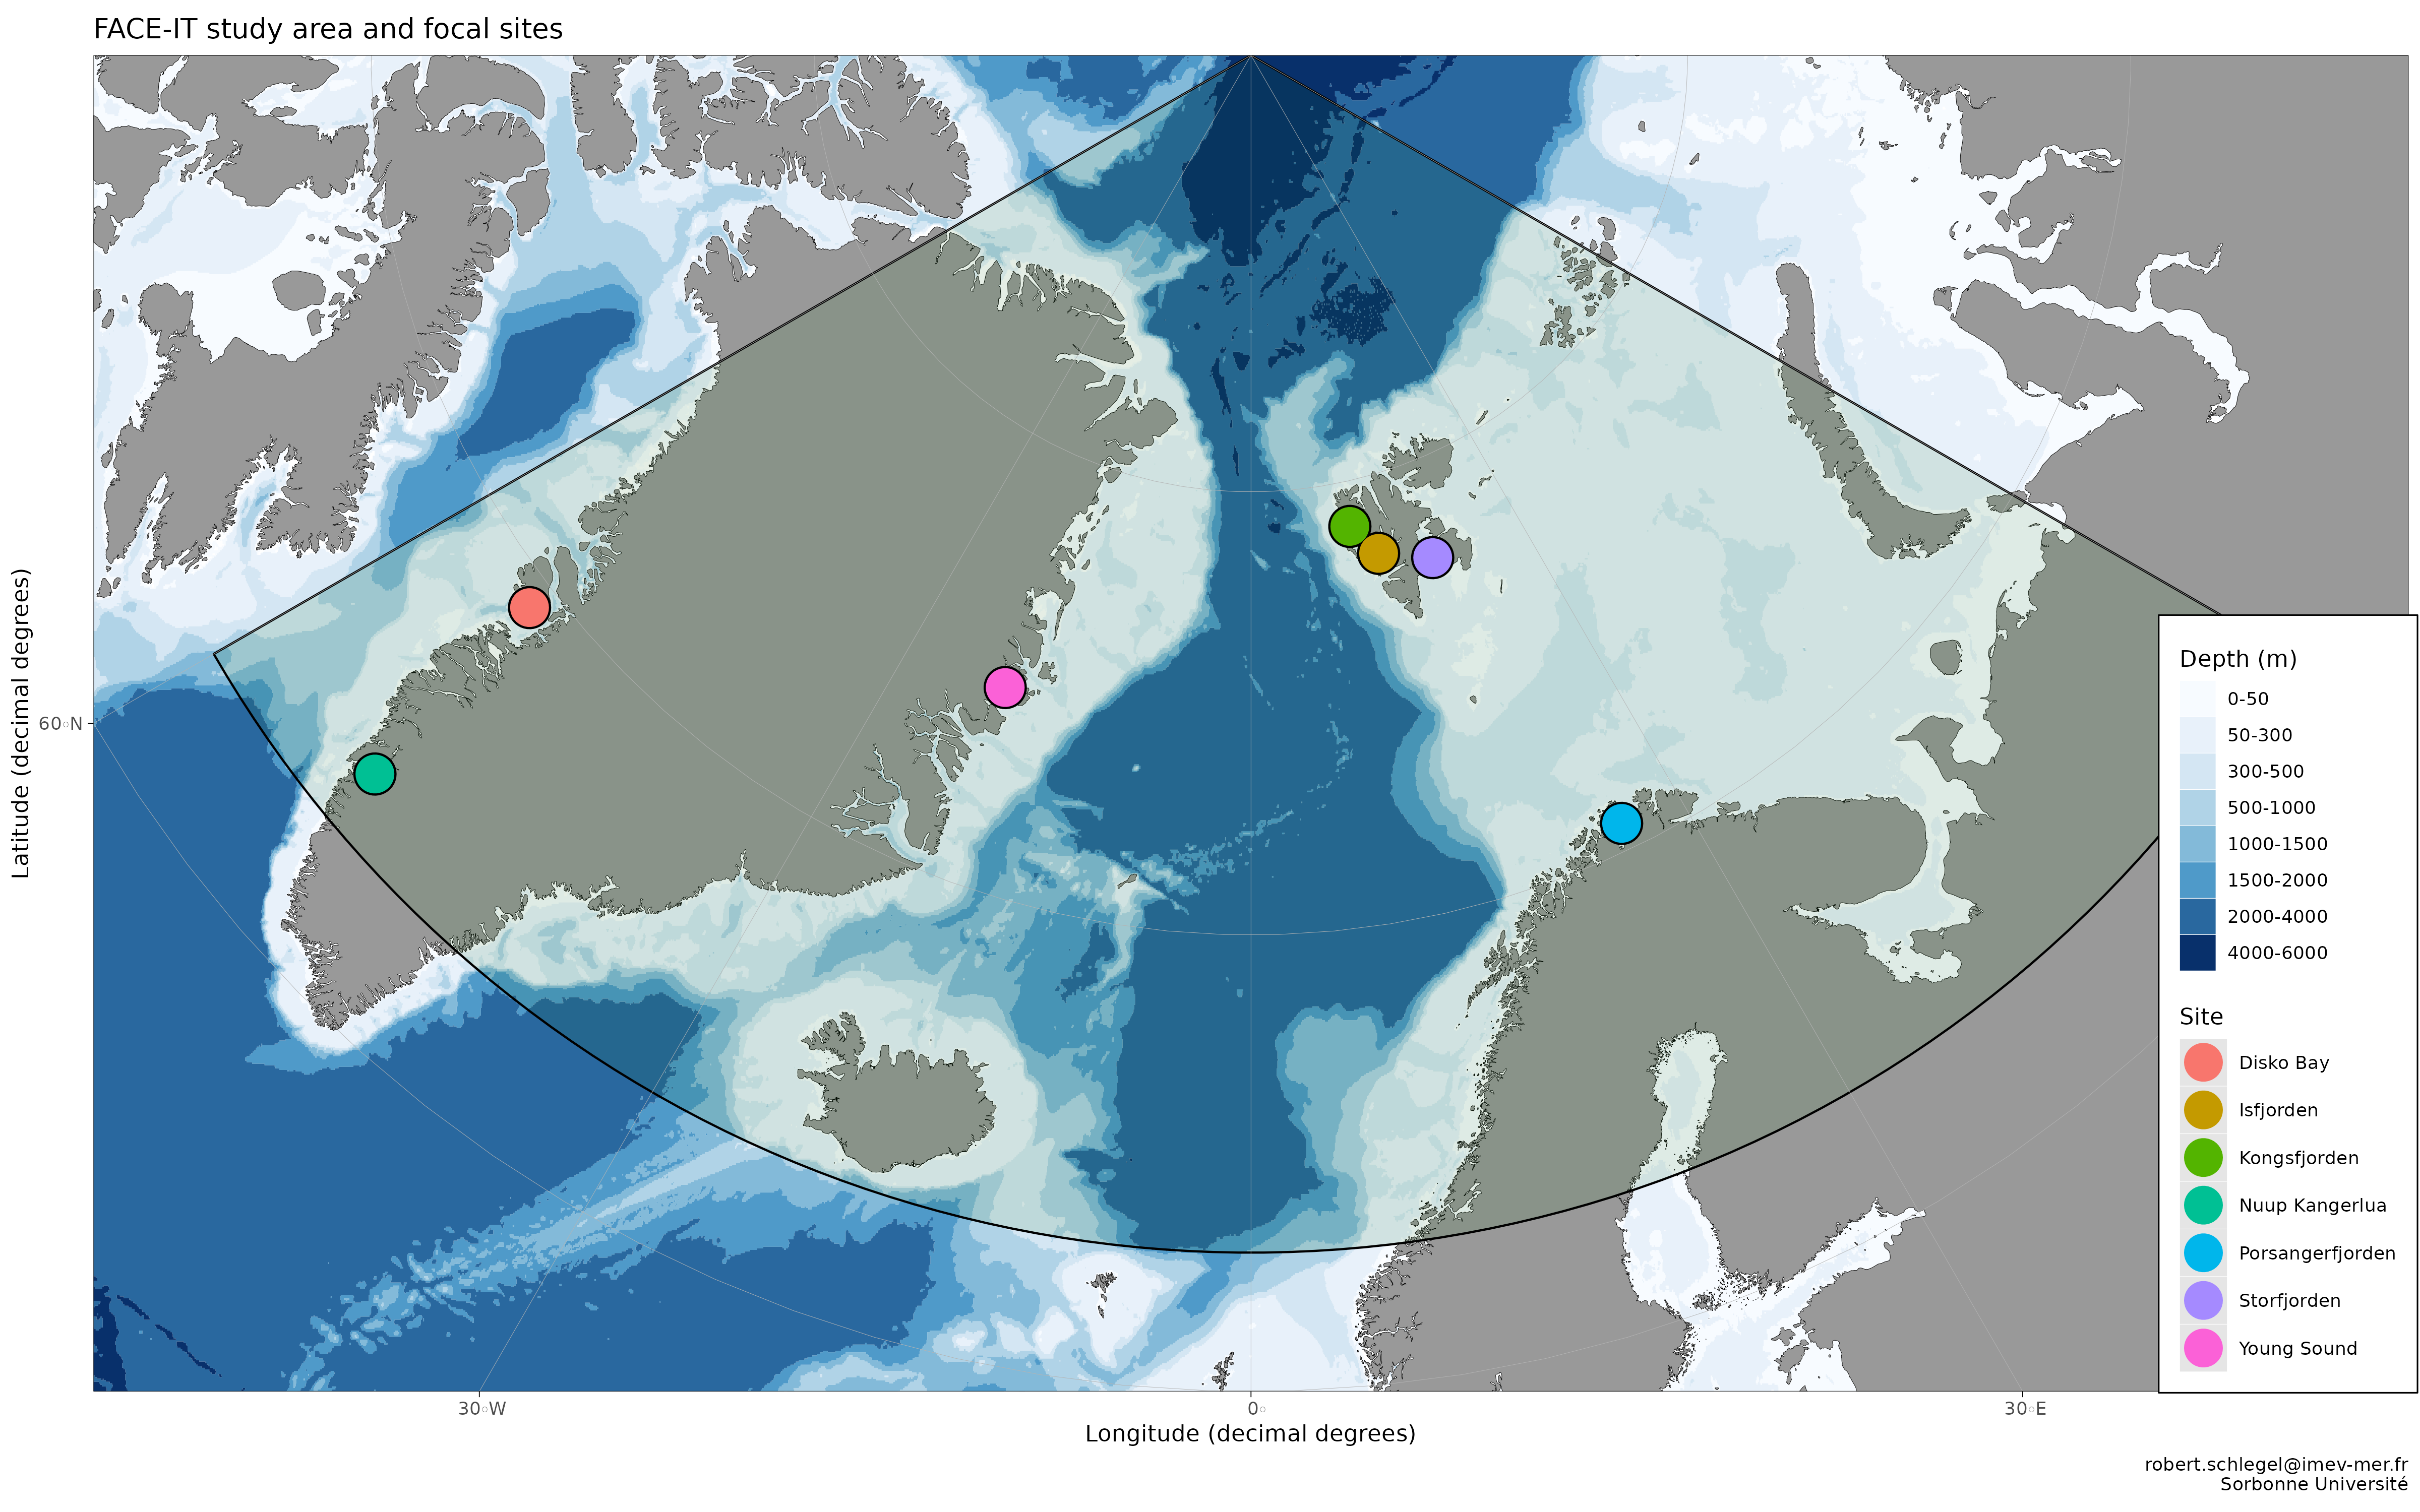 FACE-IT study area and focal sites
Latitude (decimal degrees)
60◦N
Depth (m)
0-50
50-300
300-500
500-1000
1000-1500
1500-2000
2000-4000
4000-6000
Site
Disko Bay
Isfjorden
Kongsfjorden
Nuup Kangerlua
Porsangerfjorden
Storfjorden
Young Sound
30◦W
0◦
30◦E
Longitude (decimal degrees)
robert.schlegel@imev-mer.fr
Sorbonne Université